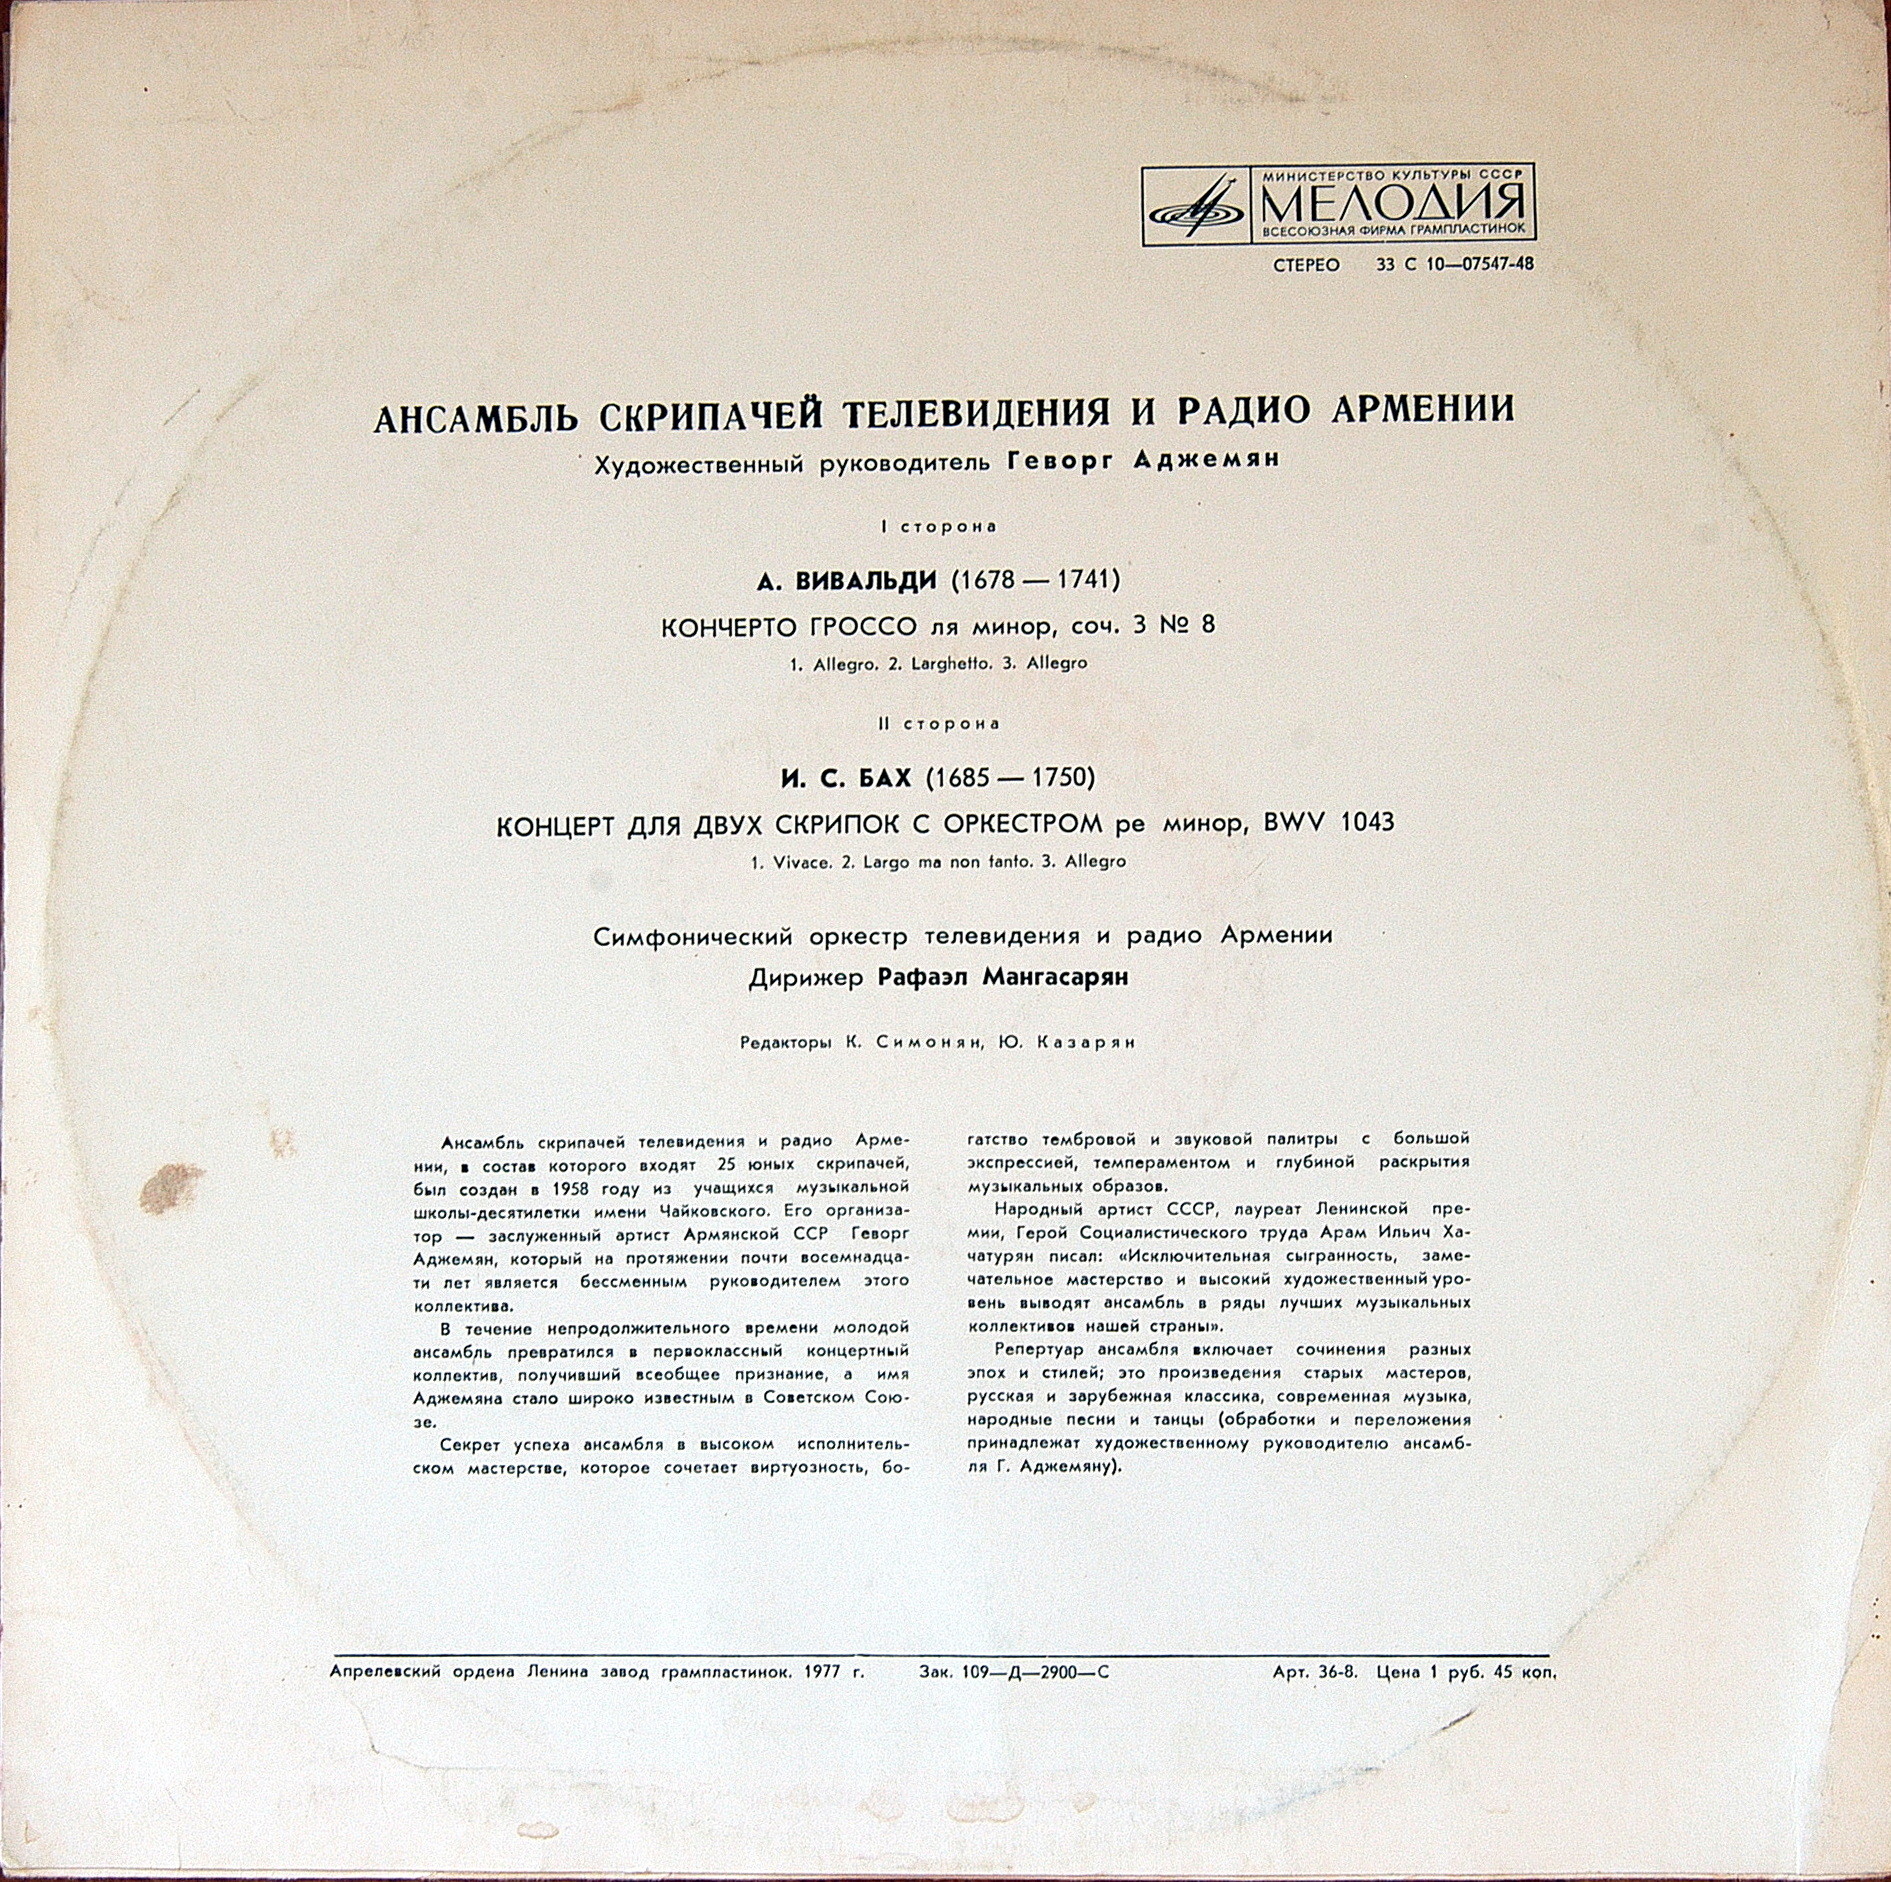 МИНИСТЕРСТВО КУЛЬТУРЫ СССР
МЕЛОДИЯ
ВСЕСОЮЗНАЯ ФИРМА ГРАМПЛАСТИНОК
СТЕРЕО 33 С 10—07547-48
АНСАМБЛЬ СКРИПАЧЕЙ ТЕЛЕВИДЕНИЯ И РАДИО АРМЕНИИ
Художественный руководитель Геворг Аджемян
I сторона
А. ВИВАЛЬДИ (1678 — 1741)
КОНЧЕРТО ГРОССО ля минор, соч. 3 № 8
1. Allegro. 2. Larghetto. 3. Allegro
II сторона
И. С. БАХ (1685 — 1750)
КОНЦЕРТ ДЛЯ ДВУХ СКРИПОК С ОРКЕСТРОМ ре минор, BWV 1043
1. Vivace. 2. Largo ma non tanto. 3. Allegro
Симфонический оркестр телевидения и радио Армении
Дирижер Рафаэл Мангасарян
Редакторы К. Симонян, Ю. Казарян
Ансамбль скрипачей телевидения и радио Арме-
нии, в состав которого входят 25 юных скрипачей,
был создан в 1958 году из учащихся музыкальной
школы-десятилетки имени Чайковского. Его организа-
тор — заслуженный артист Армянской ССР Геворг
Аджемян, который на протяжении почти восемнадца-
ти лет является бессменным руководителем этого
коллектива.
В течение непродолжительного времени молодой
ансамбль превратился в первоклассный концертный
коллектив, получивший всеобщее признание, а имя
Аджемяна стало широко известным в Советском Сою-
зе.
Секрет успеха ансамбля в высоком исполнитель-
ском мастерстве, которое сочетает виртуозность, бо-
гатство тембровой и звуковой палитры с большой
экспрессией, темпераментом и глубиной раскрытия
музыкальных образов.
Народный артист СССР, лауреат Ленинской пре-
мии, Герой Социалистического труда Арам Ильич Ха-
чатурян писал: «Исключительная сыгранность, заме-
чательное мастерство и высокий художественный уро-
вень выводят ансамбль в ряды лучших музыкальных
коллективов нашей страны».
Репертуар ансамбля включает сочинения разных
эпох и стилей; это произведения старых мастеров,
русская и зарубежная классика, современная музыка,
народные песни и танцы (обработки и переложения
принадлежат художественному руководителю ансамб-
ля Г. Аджемяну).
Апрелевский ордена Ленина завод грампластинок. 1977 г. Зак. 109—Д—2900—С Арт. 36-8. Цена 1 руб. 45 коп.